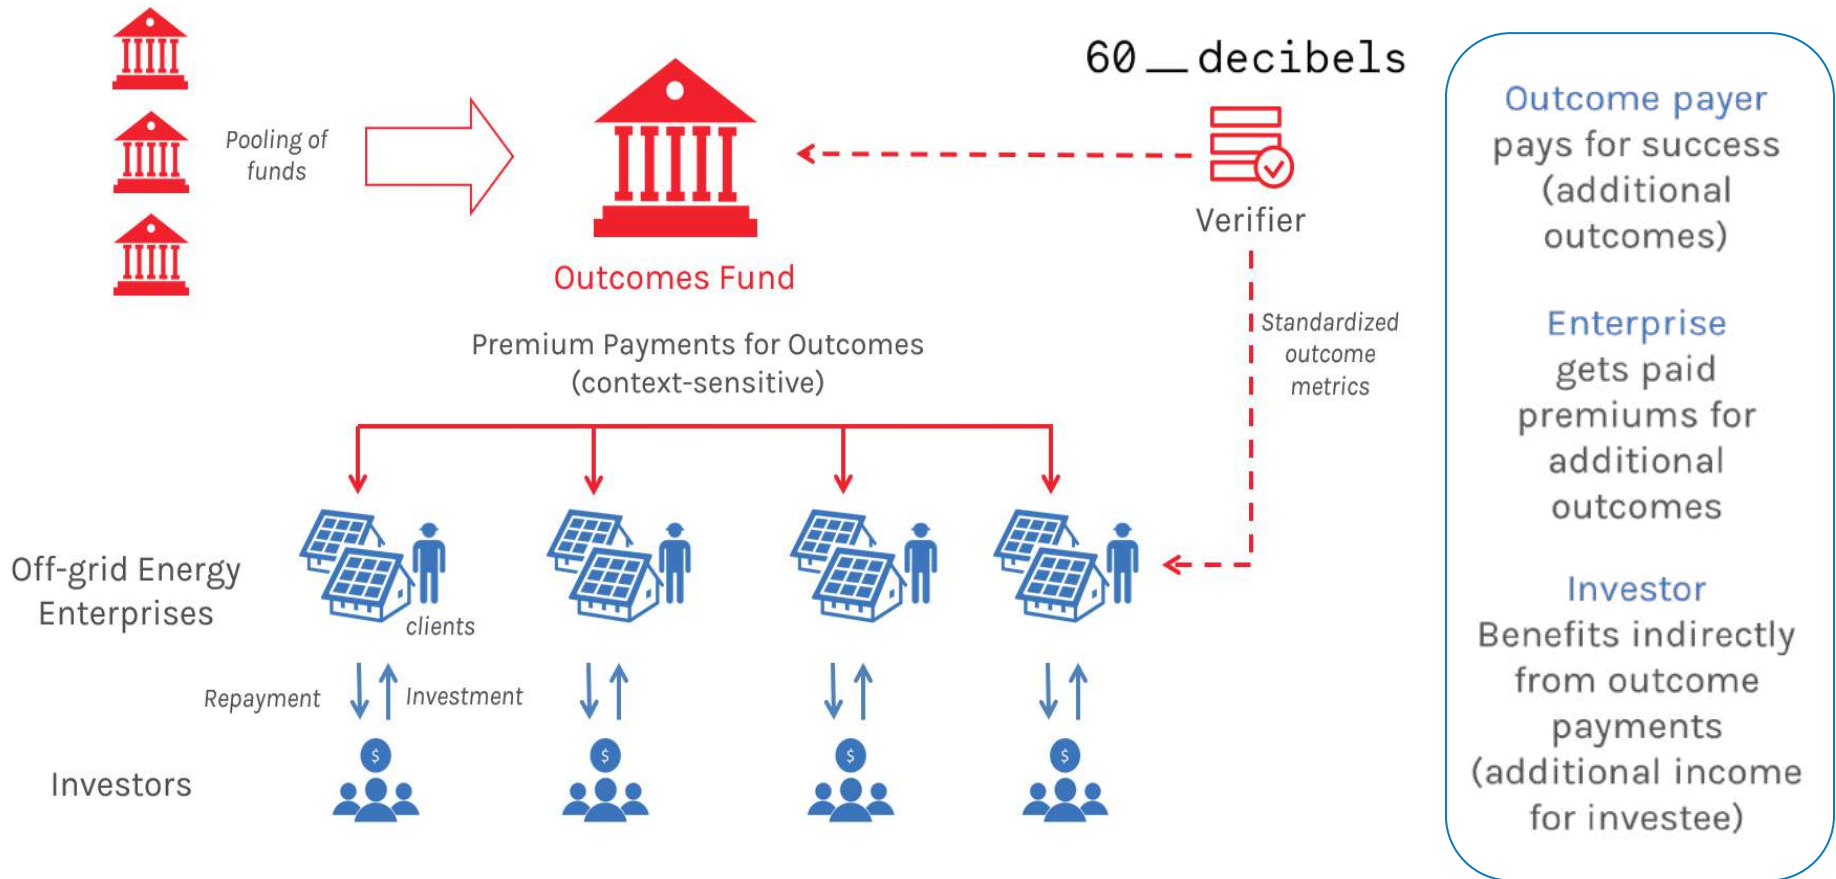 60__decibels
Pooling of
funds
Verifier
Outcomes Fund
Premium Payments for Outcomes
(context-sensitive)
Standardized
outcome
metrics
Off-grid Energy
Enterprises
clients
Repayment
Investment
$
$
$
$
Investors
Outcome payer
pays for success
(additional
outcomes)
Enterprise
gets paid
premiums for
additional
outcomes
Investor
Benefits indirectly
from outcome
payments
(additional income
for investee)